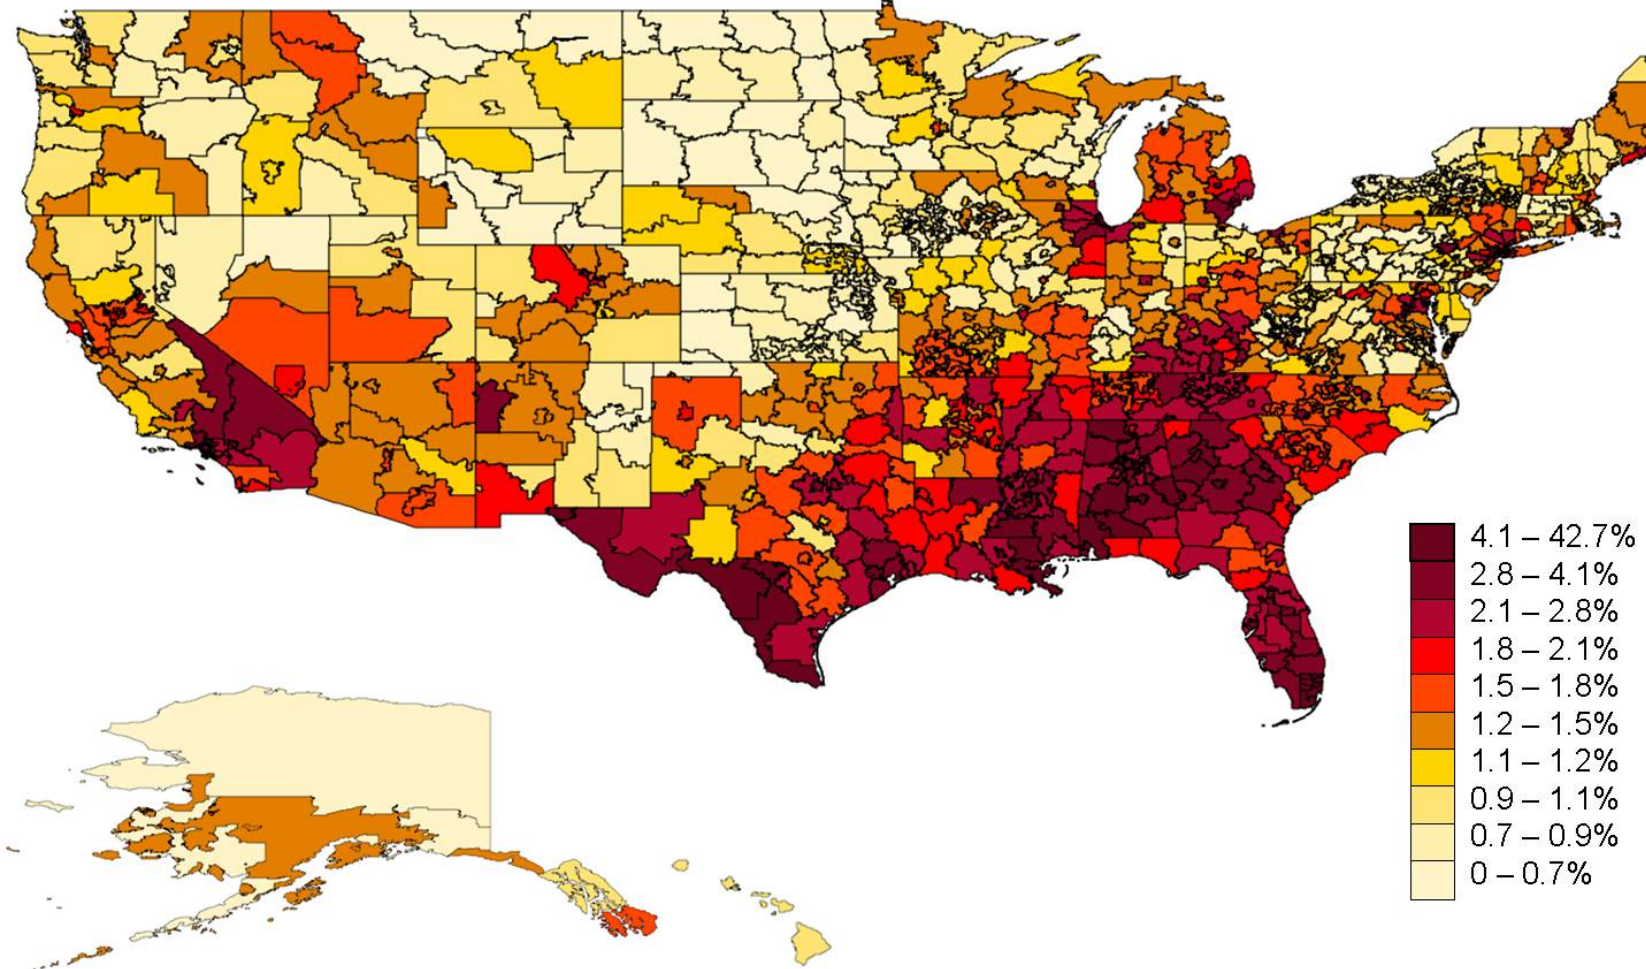 4.1 – 42.7%
2.8 – 4.1%
2.1 – 2.8%
1.8 – 2.1%
1.5 – 1.8%
1.2 – 1.5%
1.1 – 1.2%
0.9 – 1.1%
0.7 – 0.9%
0 – 0.7%